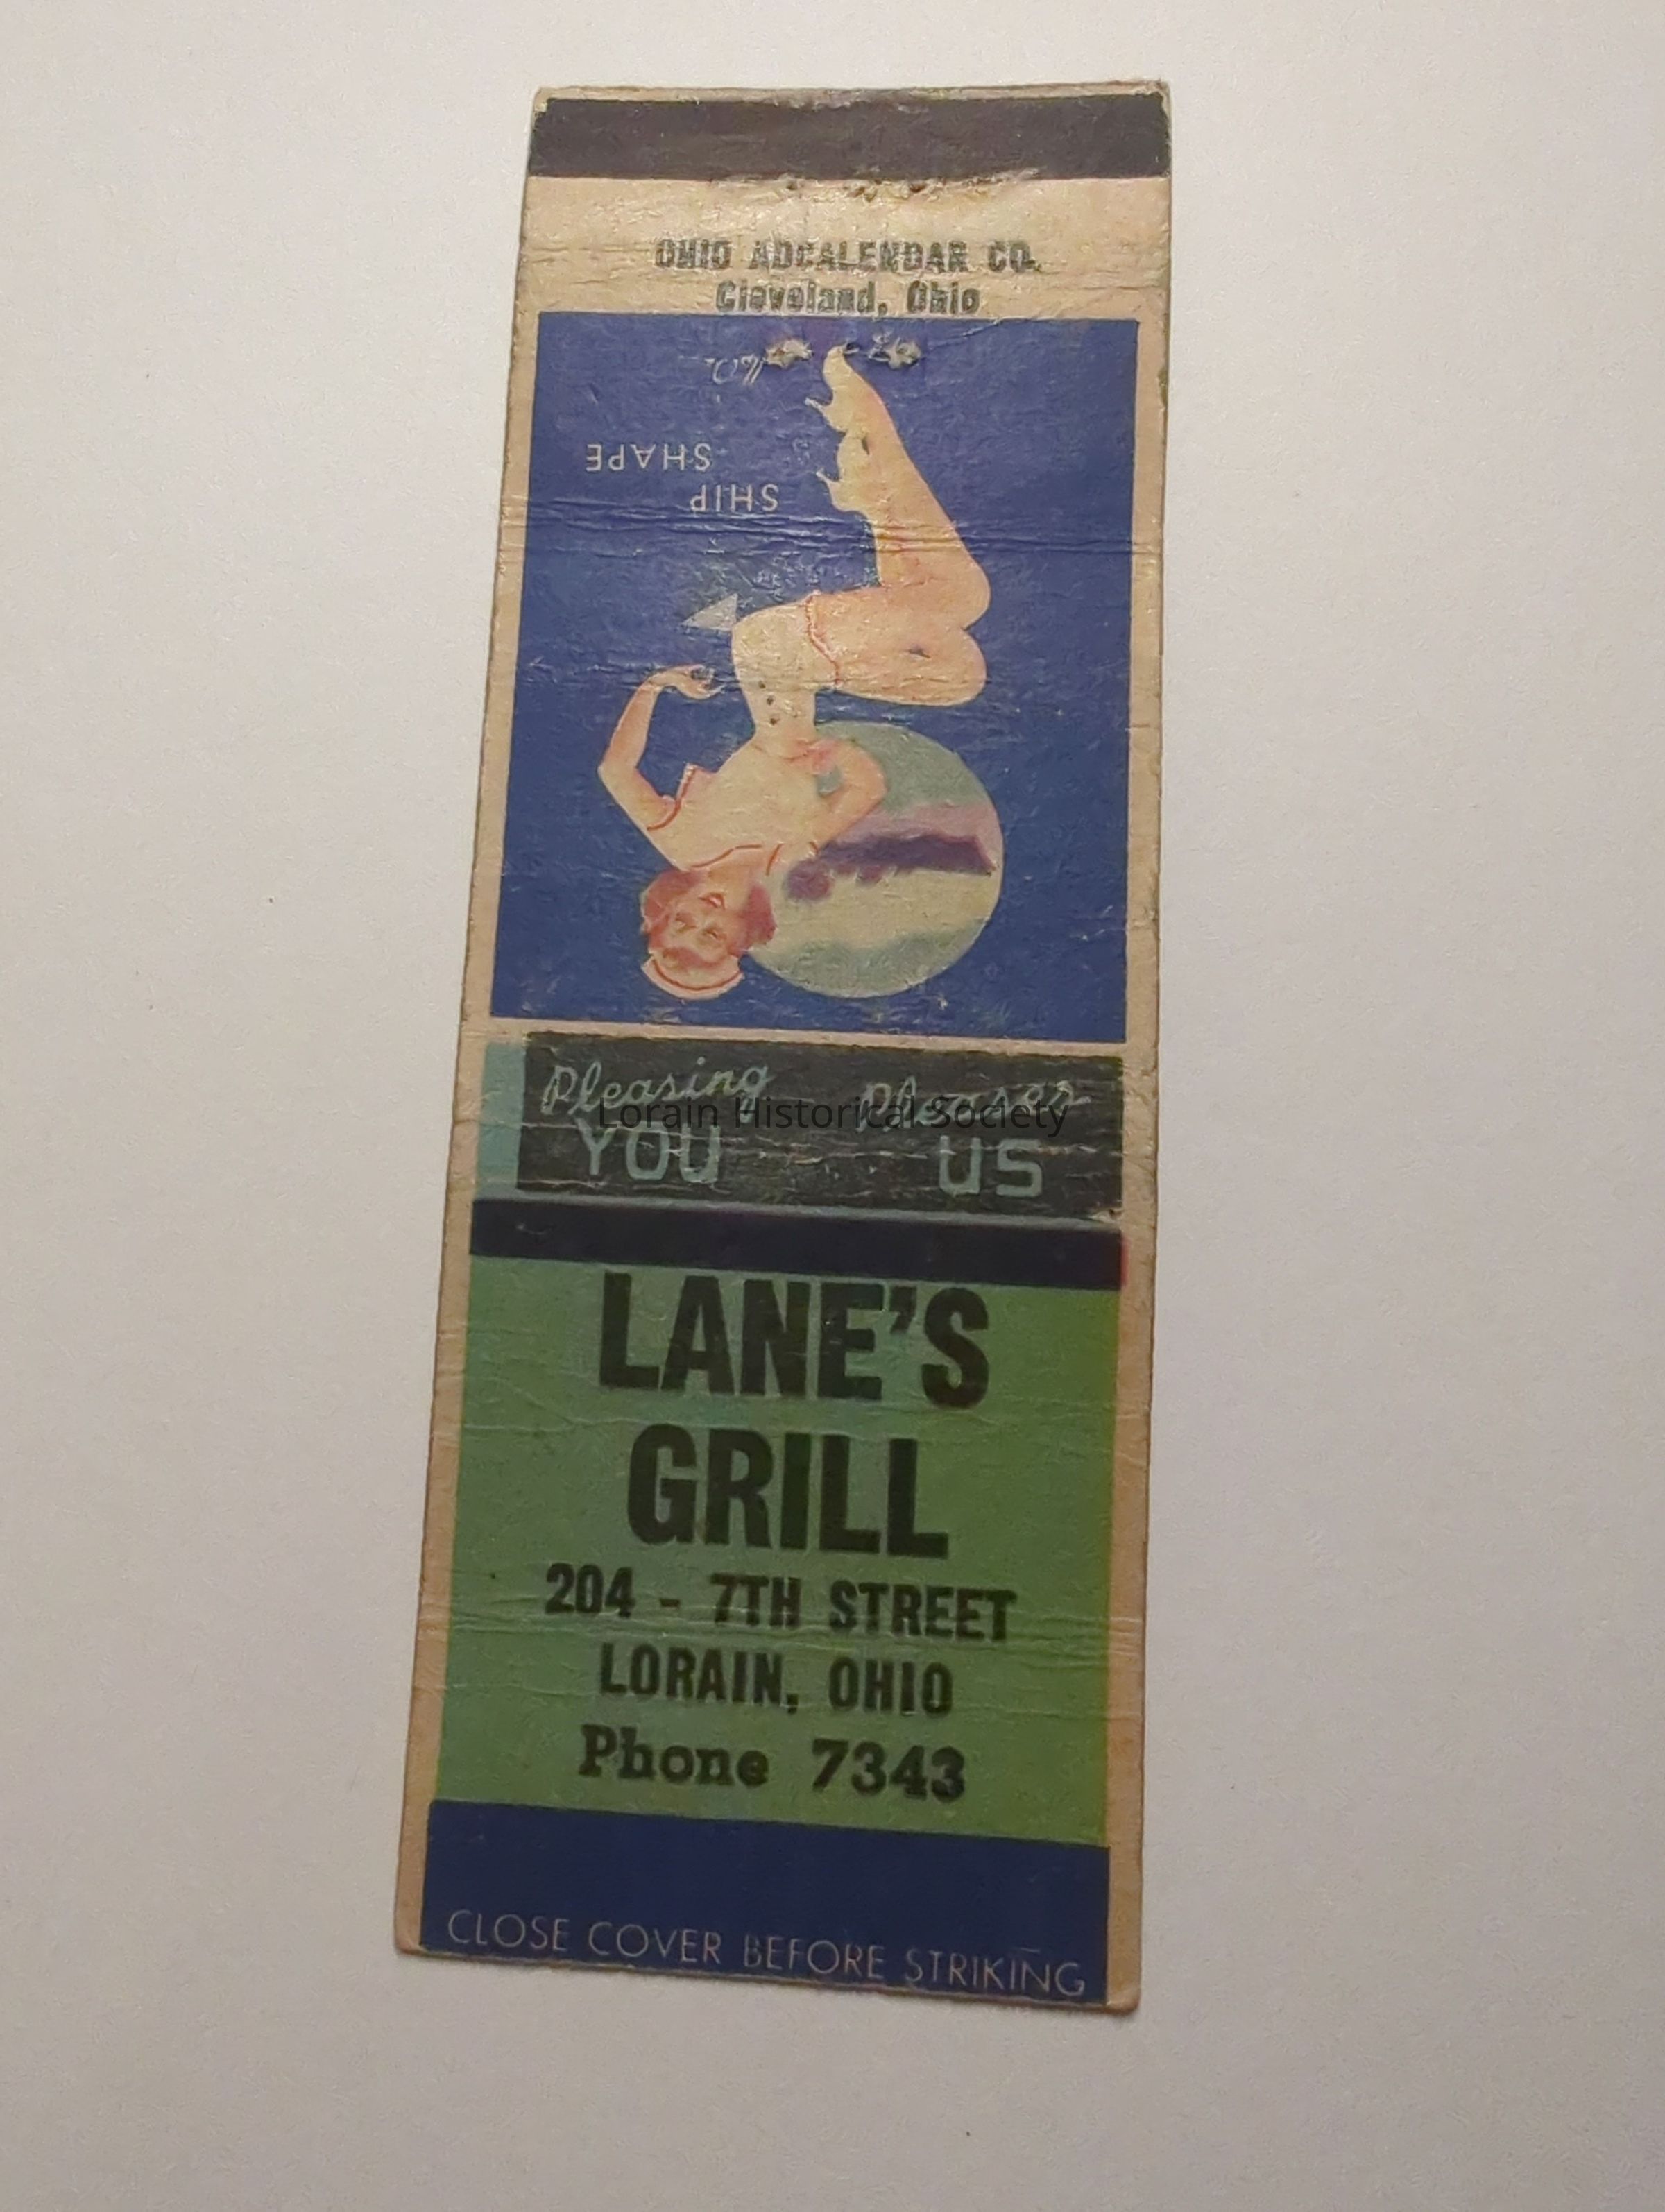 OHIO ADCALENDAR CO.
Cleveland, Ohio
SHIP
SHAPE
Pleasing Pleases
YOU US
Lorain Historical Society
LANE'S
GRILL
204 - 7TH STREET
LORAIN, OHIO
Phone 7343
CLOSE COVER BEFORE STRIKING